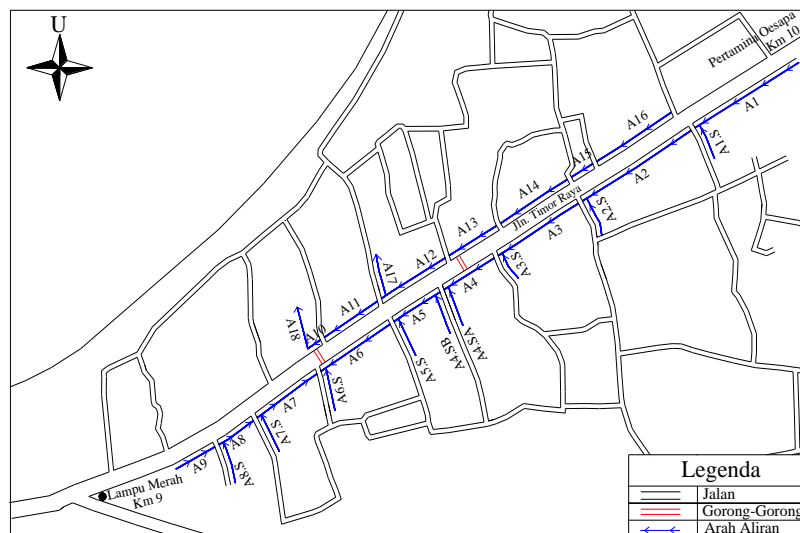 U
Pertamina Oesapa
Km 10
A1
A1.S
A16
A15
A2
A2.S
A14
Jln. Timor Raya
A3
A3.S
A13
A12
A4
A4.SA
A4.SB
A17
A11
A5
A5.S
A18
A10
A6
A6.S
A7
A7.S
A8
A8.S
A9
Lampu Merah
Km 9
Legenda
Jalan
Gorong-Gorong
Arah Aliran